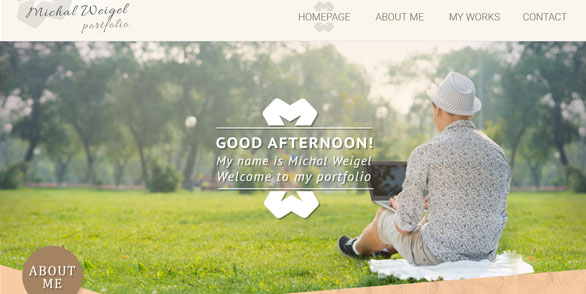 Michal Weigel
portfolio
HOMEPAGE ABOUT ME MY WORKS CONTACT
GOOD AFTERNOON!
My name is Michal Weigel
Welcome to my portfolio
ABOUT
ME